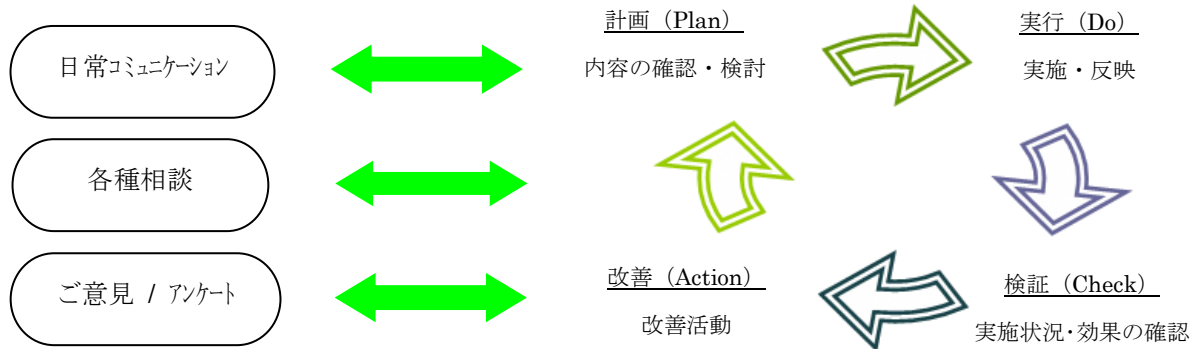 日常コミュニケーション
各種相談
ご意見 / アンケート
計画（Plan）
内容の確認・検討
実行（Do）
実施・反映
改善（Action）
改善活動
検証（Check）
実施状況・効果の確認